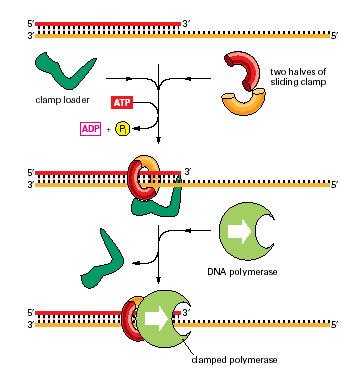 5′ 3′
3′ 5′
clamp loader
two halves of
sliding clamp
ATP
ADP + Pi
5′ 3′
3′ 5′
DNA polymerase
5′ 3′
3′ 5′
clamped polymerase